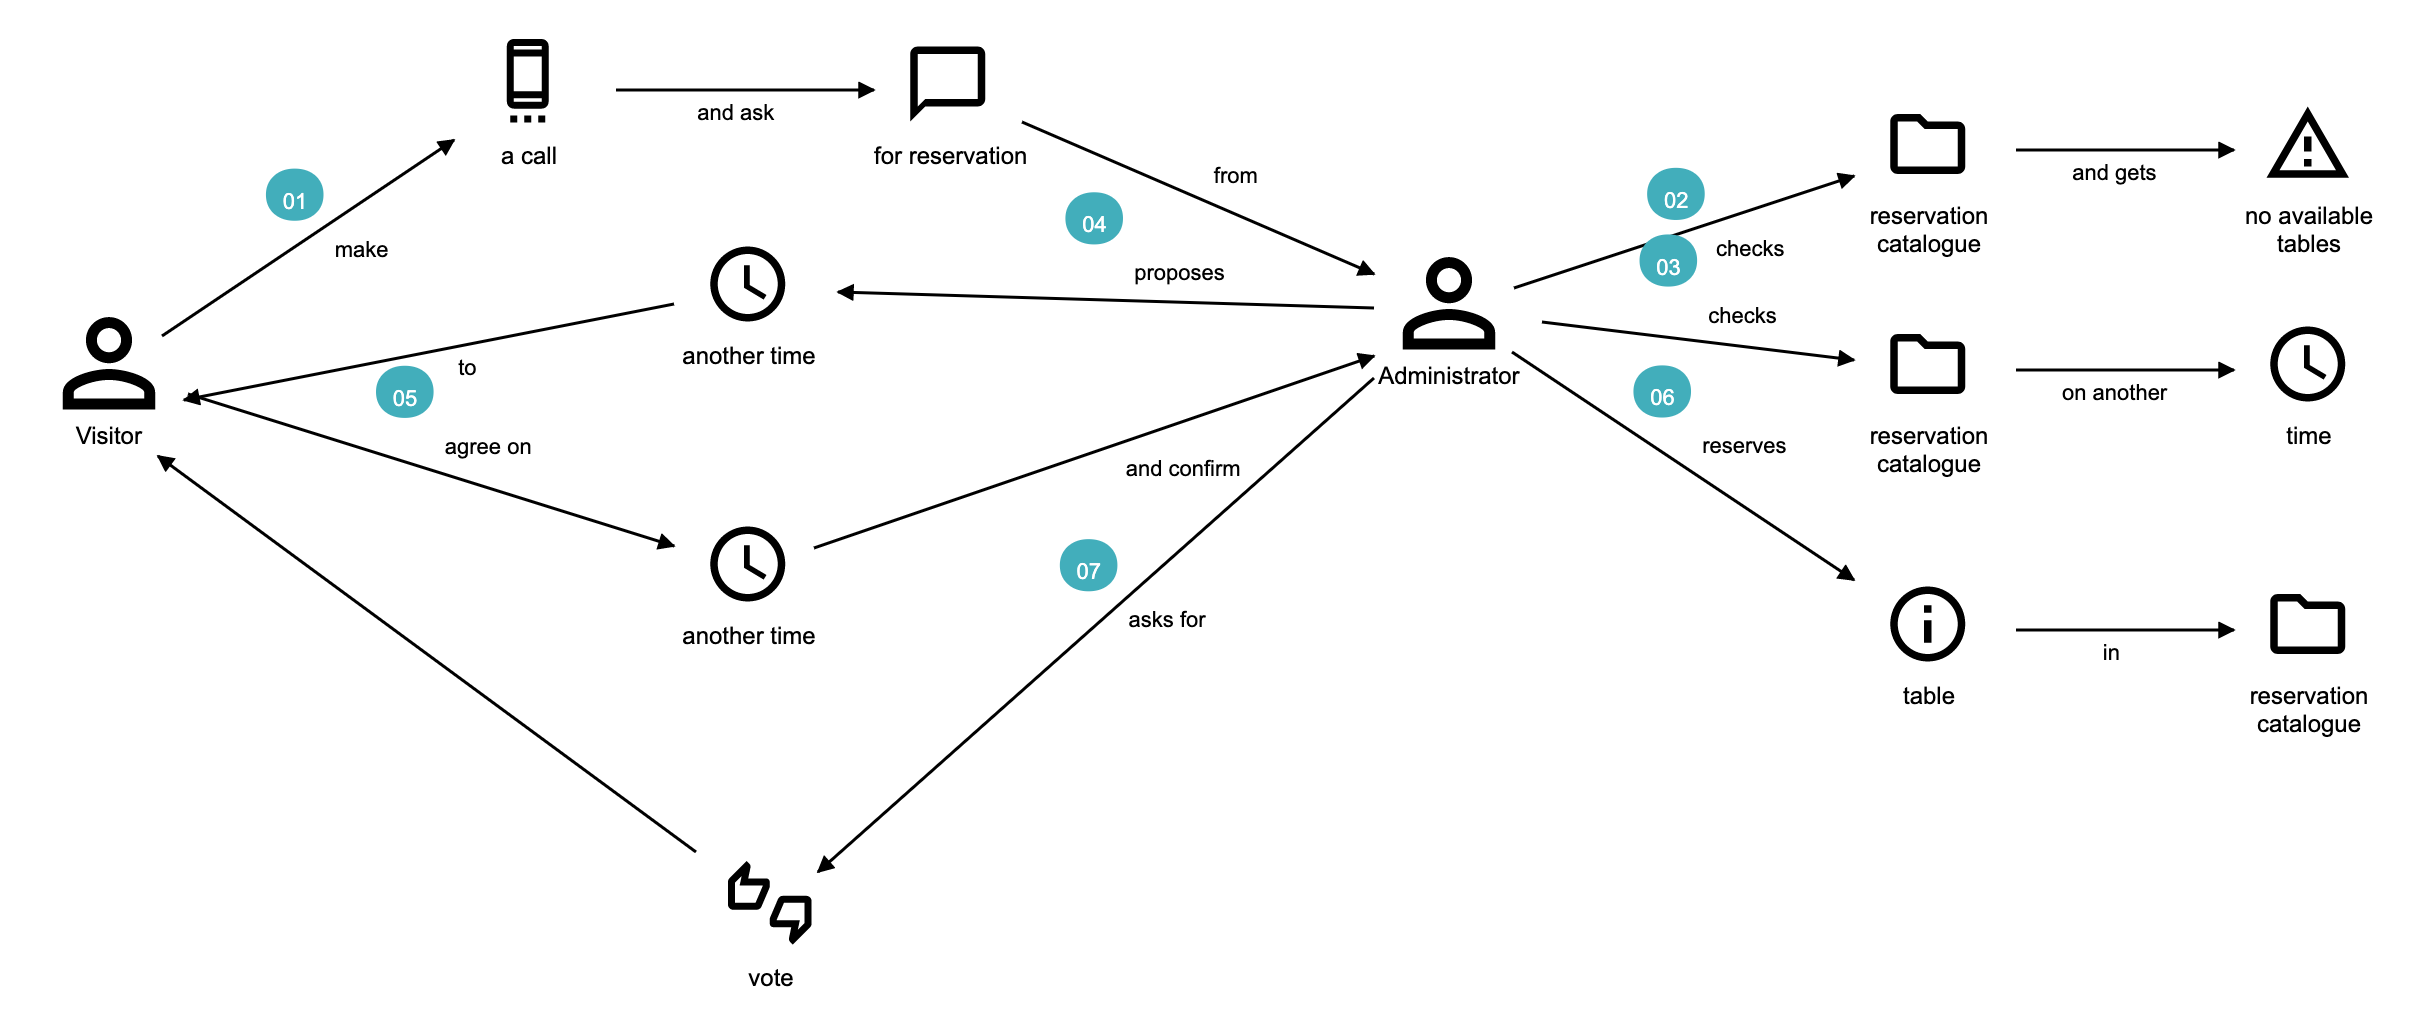 and ask
a call
for reservation
01
make
from
04
proposes
02
03
checks
reservation
catalogue
and gets
no available
tables
checks
another time
to
05
Visitor
agree on
Administrator
06
reserves
reservation
catalogue
on another
time
and confirm
07
asks for
another time
table
in
reservation
catalogue
vote